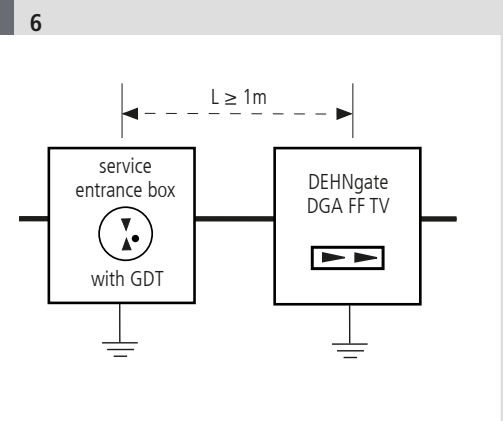 6
L ≥ 1m
service
entrance box
with GDT
DEHNgate
DGA FF TV